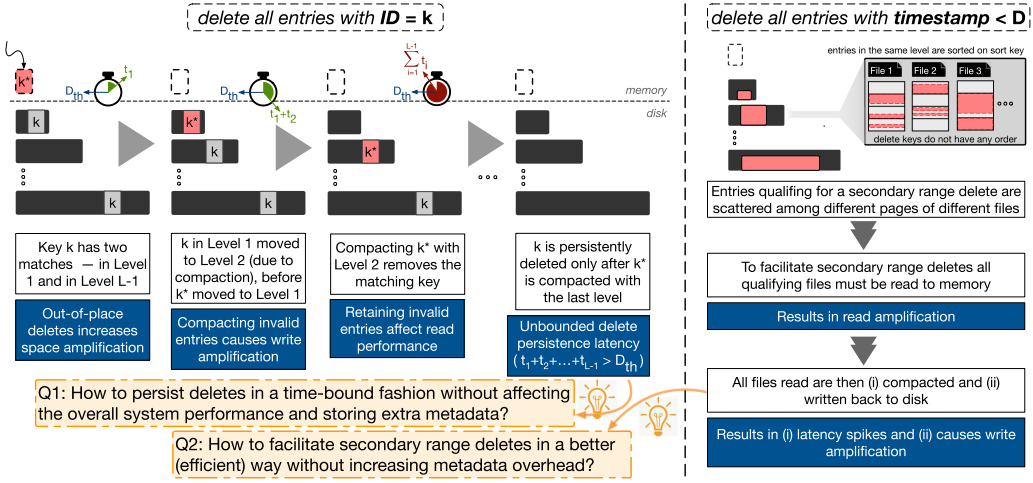 delete all entries with ID = k
k*
t1
Dth
k
k
Dth
t1+t2
k*
k
k
L-1
∑ ti
i=1
Dth
k*
k
memory
disk
Key k has two
matches — in Level
1 and in Level L-1
Out-of-place
deletes increases
space amplification
k in Level 1 moved
to Level 2 (due to
compaction), before
k* moved to Level 1
Compacting invalid
entries causes write
amplification
Compacting k* with
Level 2 removes the
matching key
Retaining invalid
entries affect read
performance
k is persistently
deleted only after k*
is compacted with
the last level
Unbounded delete
persistence latency
( t1+t2+...+tL-1 > Dth)
Q1: How to persist deletes in a time-bound fashion without affecting
the overall system performance and storing extra metadata?
Q2: How to facilitate secondary range deletes in a better
(efficient) way without increasing metadata overhead?
delete all entries with timestamp < D
entries in the same level are sorted on sort key
File 1
File 2
File 3
delete keys do not have any order
Entries qualifing for a secondary range delete are
scattered among different pages of different files
To facilitate secondary range deletes all
qualifying files must be read to memory
Results in read amplification
All files read are then (i) compacted and (ii)
written back to disk
Results in (i) latency spikes and (ii) causes write
amplification